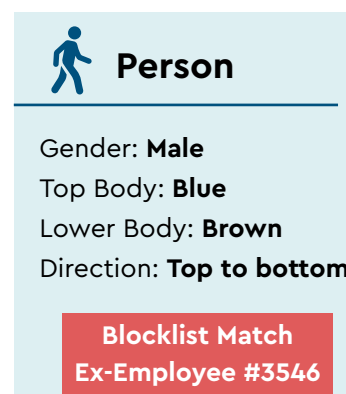 Person
Gender: Male
Top Body: Blue
Lower Body: Brown
Direction: Top to bottom
Blocklist Match
Ex-Employee #3546